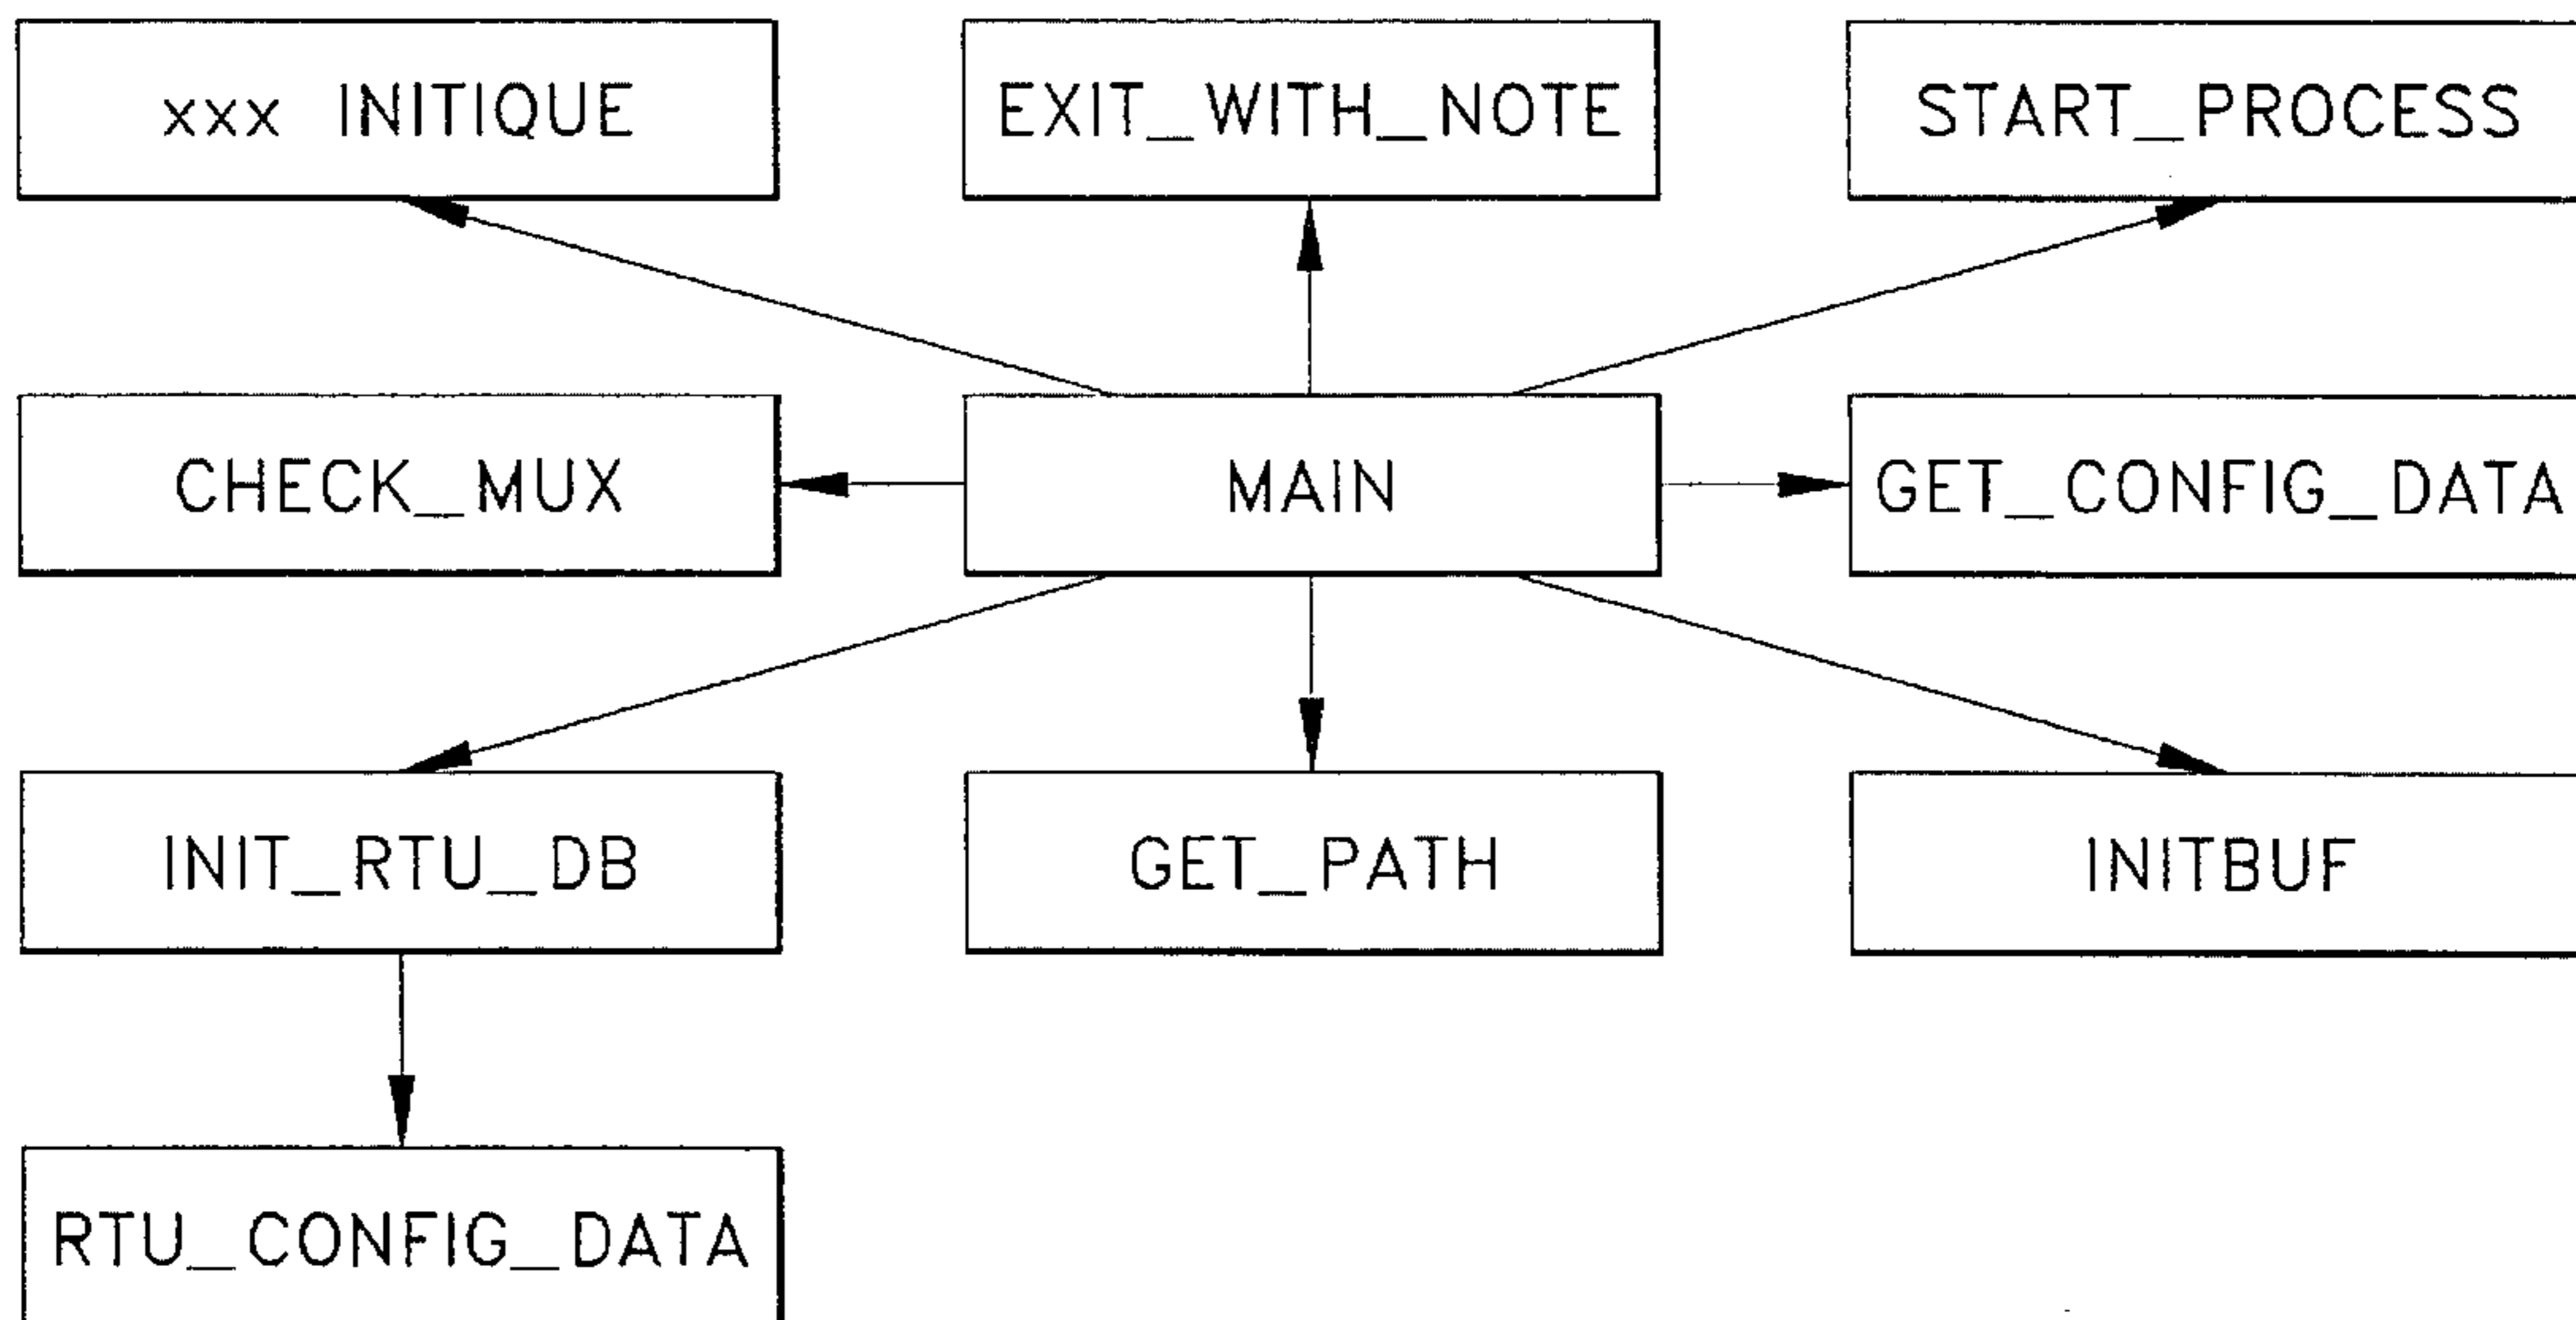 xxx INITIQUE
EXIT_WITH_NOTE
START_PROCESS
CHECK_MUX
MAIN
GET_CONFIG_DATA
INIT_RTU_DB
GET_PATH
INITBUF
RTU_CONFIG_DATA